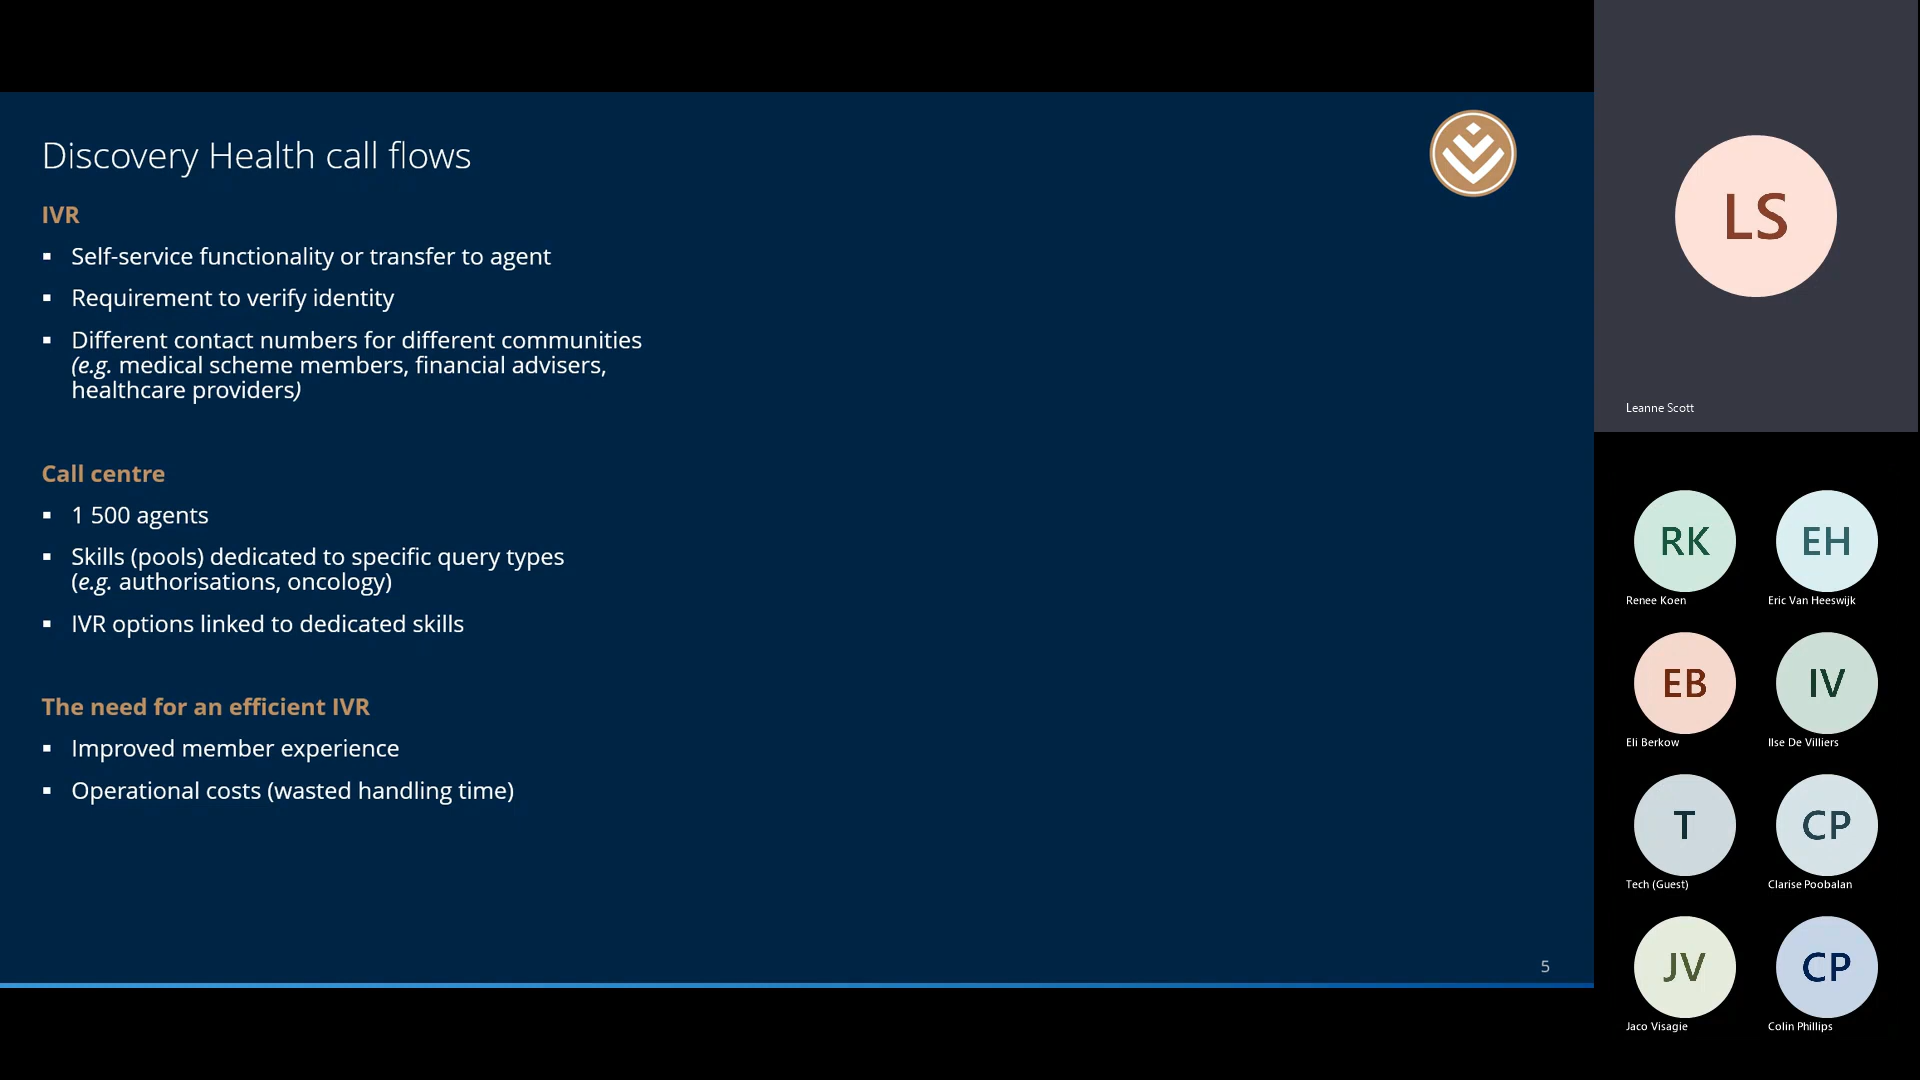 Discovery Health call flows
IVR
▪ Self-service functionality or transfer to agent
▪ Requirement to verify identity
▪ Different contact numbers for different communities
(e.g. medical scheme members, financial advisers,
healthcare providers)
Call centre
▪ 1 500 agents
▪ Skills (pools) dedicated to specific query types
(e.g. authorisations, oncology)
▪ IVR options linked to dedicated skills
The need for an efficient IVR
▪ Improved member experience
▪ Operational costs (wasted handling time)
5
LS
Leanne Scott
RK
EH
Renee Koen
Eric Van Heeswijk
EB
IV
Eli Berkow
Ilse De Villiers
T
CP
Tech (Guest)
Clarise Poobalan
JV
CP
Jaco Visagie
Colin Phillips